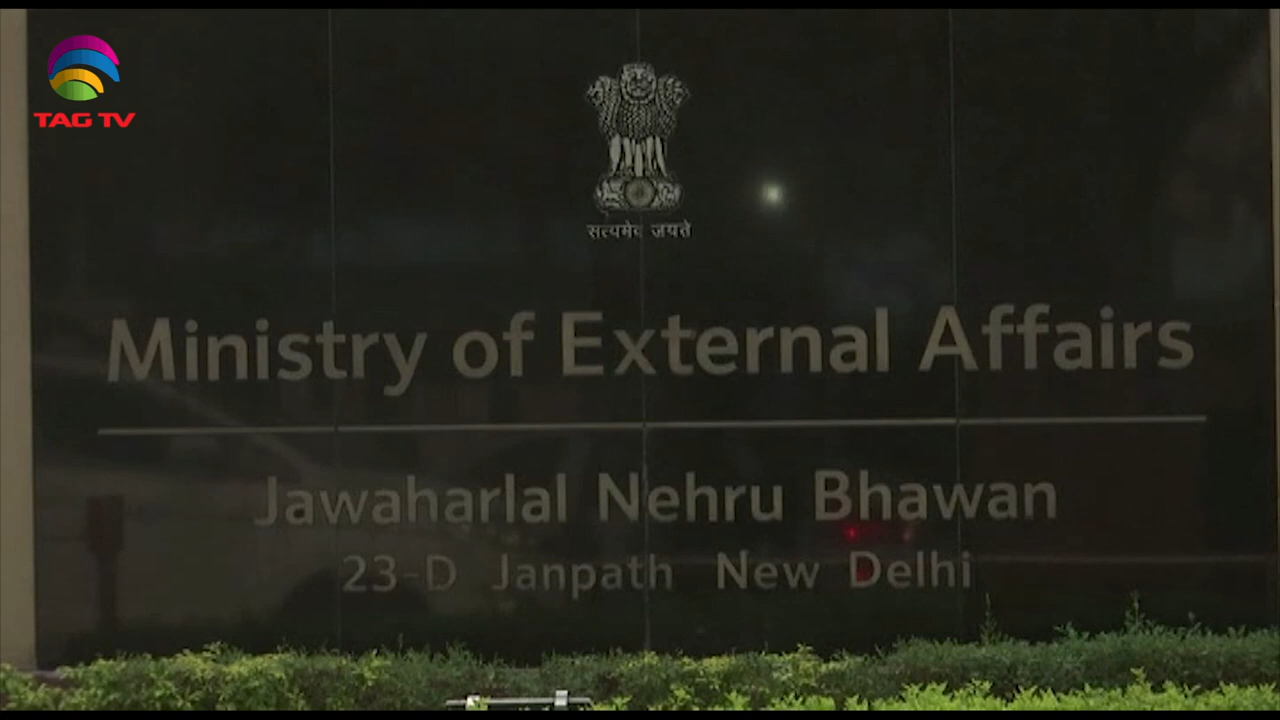 TAG TV
सत्यमेव जयते
Ministry of External Affairs
Jawaharlal Nehru Bhawan
23-D Janpath New Delhi